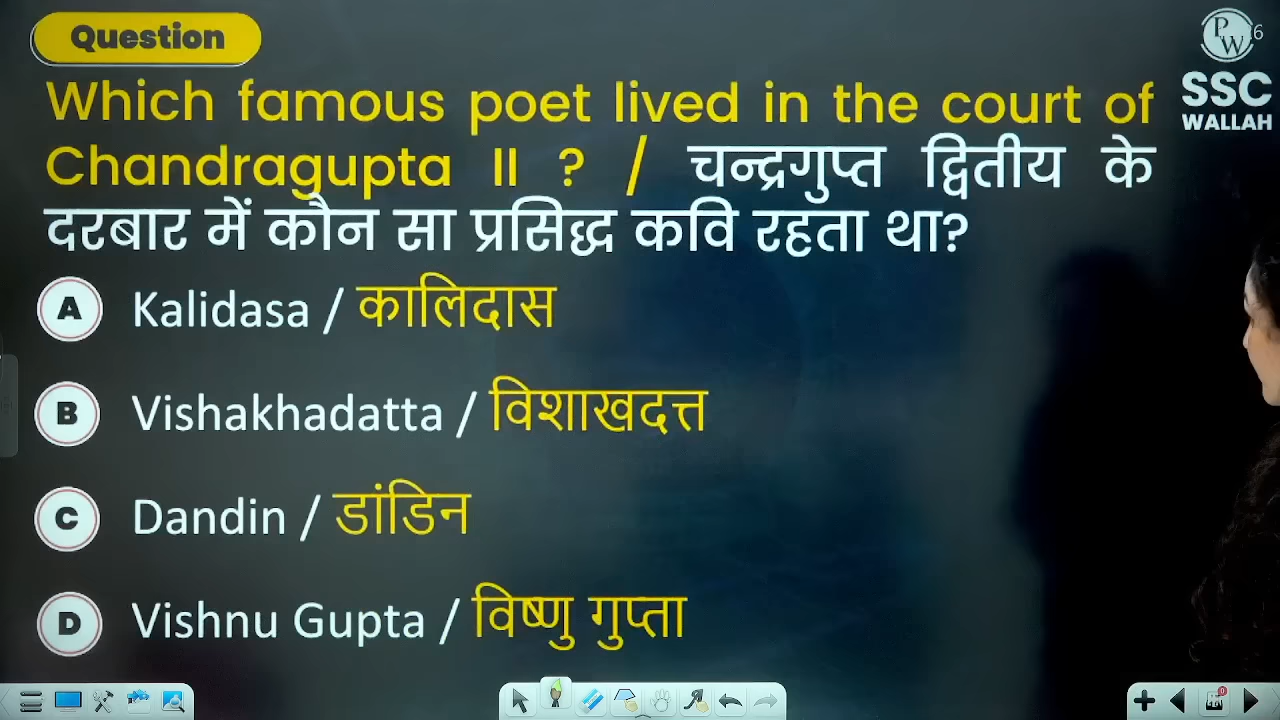 Question
Which famous poet lived in the court of
Chandragupta II ? / चन्द्रगुप्त द्वितीय के
दरबार में कौन सा प्रसिद्ध कवि रहता था?
A Kalidasa / कालिदास
B Vishakhadatta / विशाखदत्त
C Dandin / डांडिन
D Vishnu Gupta / विष्णु गुप्ता
PW
SSC
WALLAH